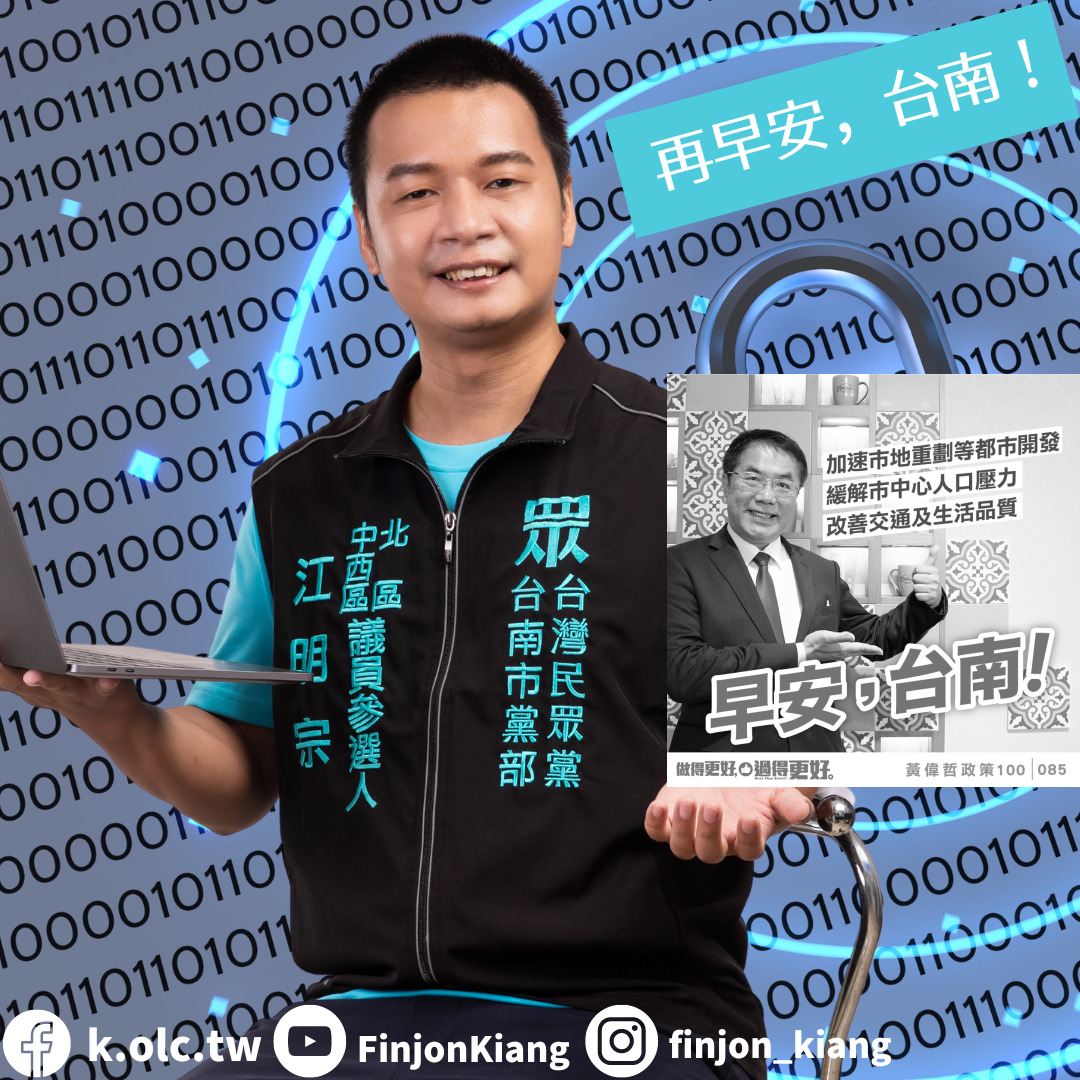 再早安，台南！
加速市地重劃等都市開發
緩解市中心人口壓力
改善交通及生活品質
早安，台南！
做得更好，過得更好。
黃偉哲政策100 | 085
北區
中西區
議員參選人
江明宗
眾
台灣民眾黨
台南市黨部
k.olc.tw
FinjonKiang
finjon_kiang